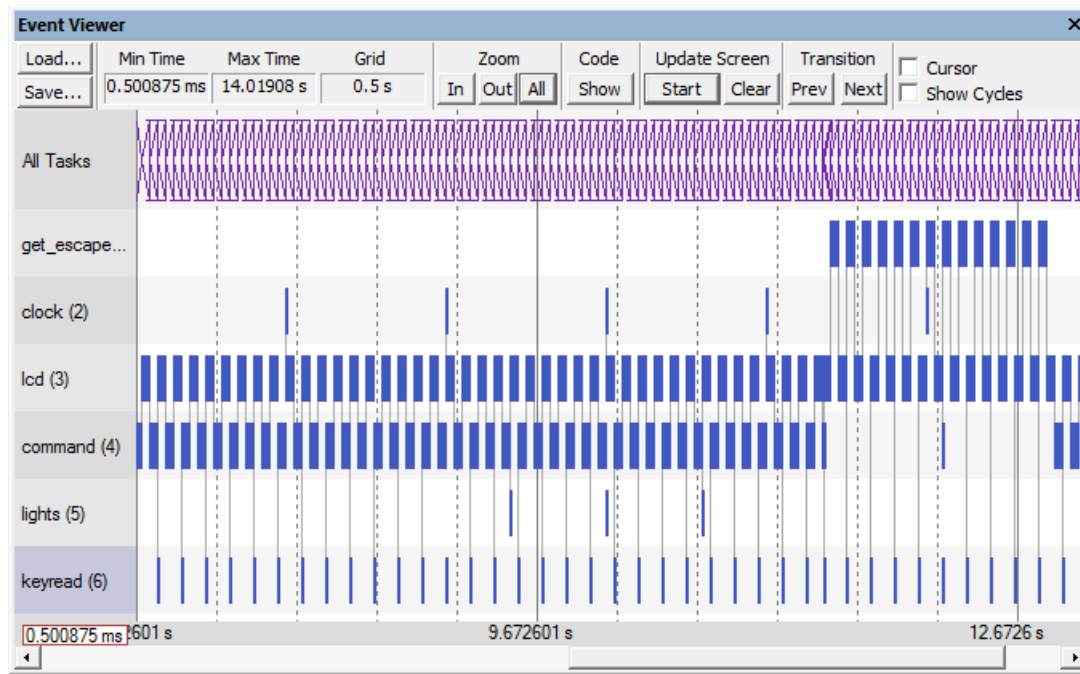 Event Viewer
Load... Min Time Max Time Grid Zoom Code Update Screen Transition Cursor
Save... 0.500875 ms 14.01908 s 0.5 s In Out All Show Start Clear Prev Next Show Cycles
All Tasks
get_escape...
clock (2)
lcd (3)
command (4)
lights (5)
keyread (6)
0.500875 ms 2601 s 9.672601 s 12.6726 s